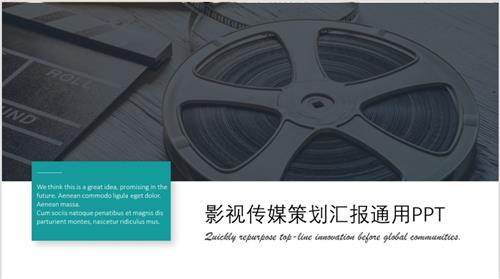 ROLL
OUND
We think this is a great idea, promising in the
future. Aenean commodo ligula eget dolor.
Aenean massa.
Cum sociis natoque penatibus et magnis dis
parturient montes, nascetur ridiculus mus.
影视传媒策划汇报通用PPT
Quickly repurpose top-line innovation before global communities.